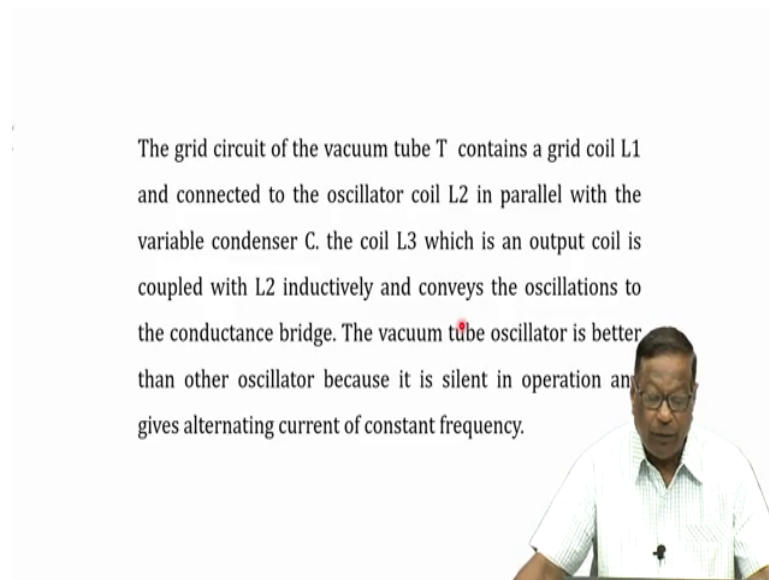 The grid circuit of the vacuum tube T contains a grid coil L1
and connected to the oscillator coil L2 in parallel with the
variable condenser C. the coil L3 which is an output coil is
coupled with L2 inductively and conveys the oscillations to
the conductance bridge. The vacuum tube oscillator is better
than other oscillator because it is silent in operation an
gives alternating current of constant frequency.